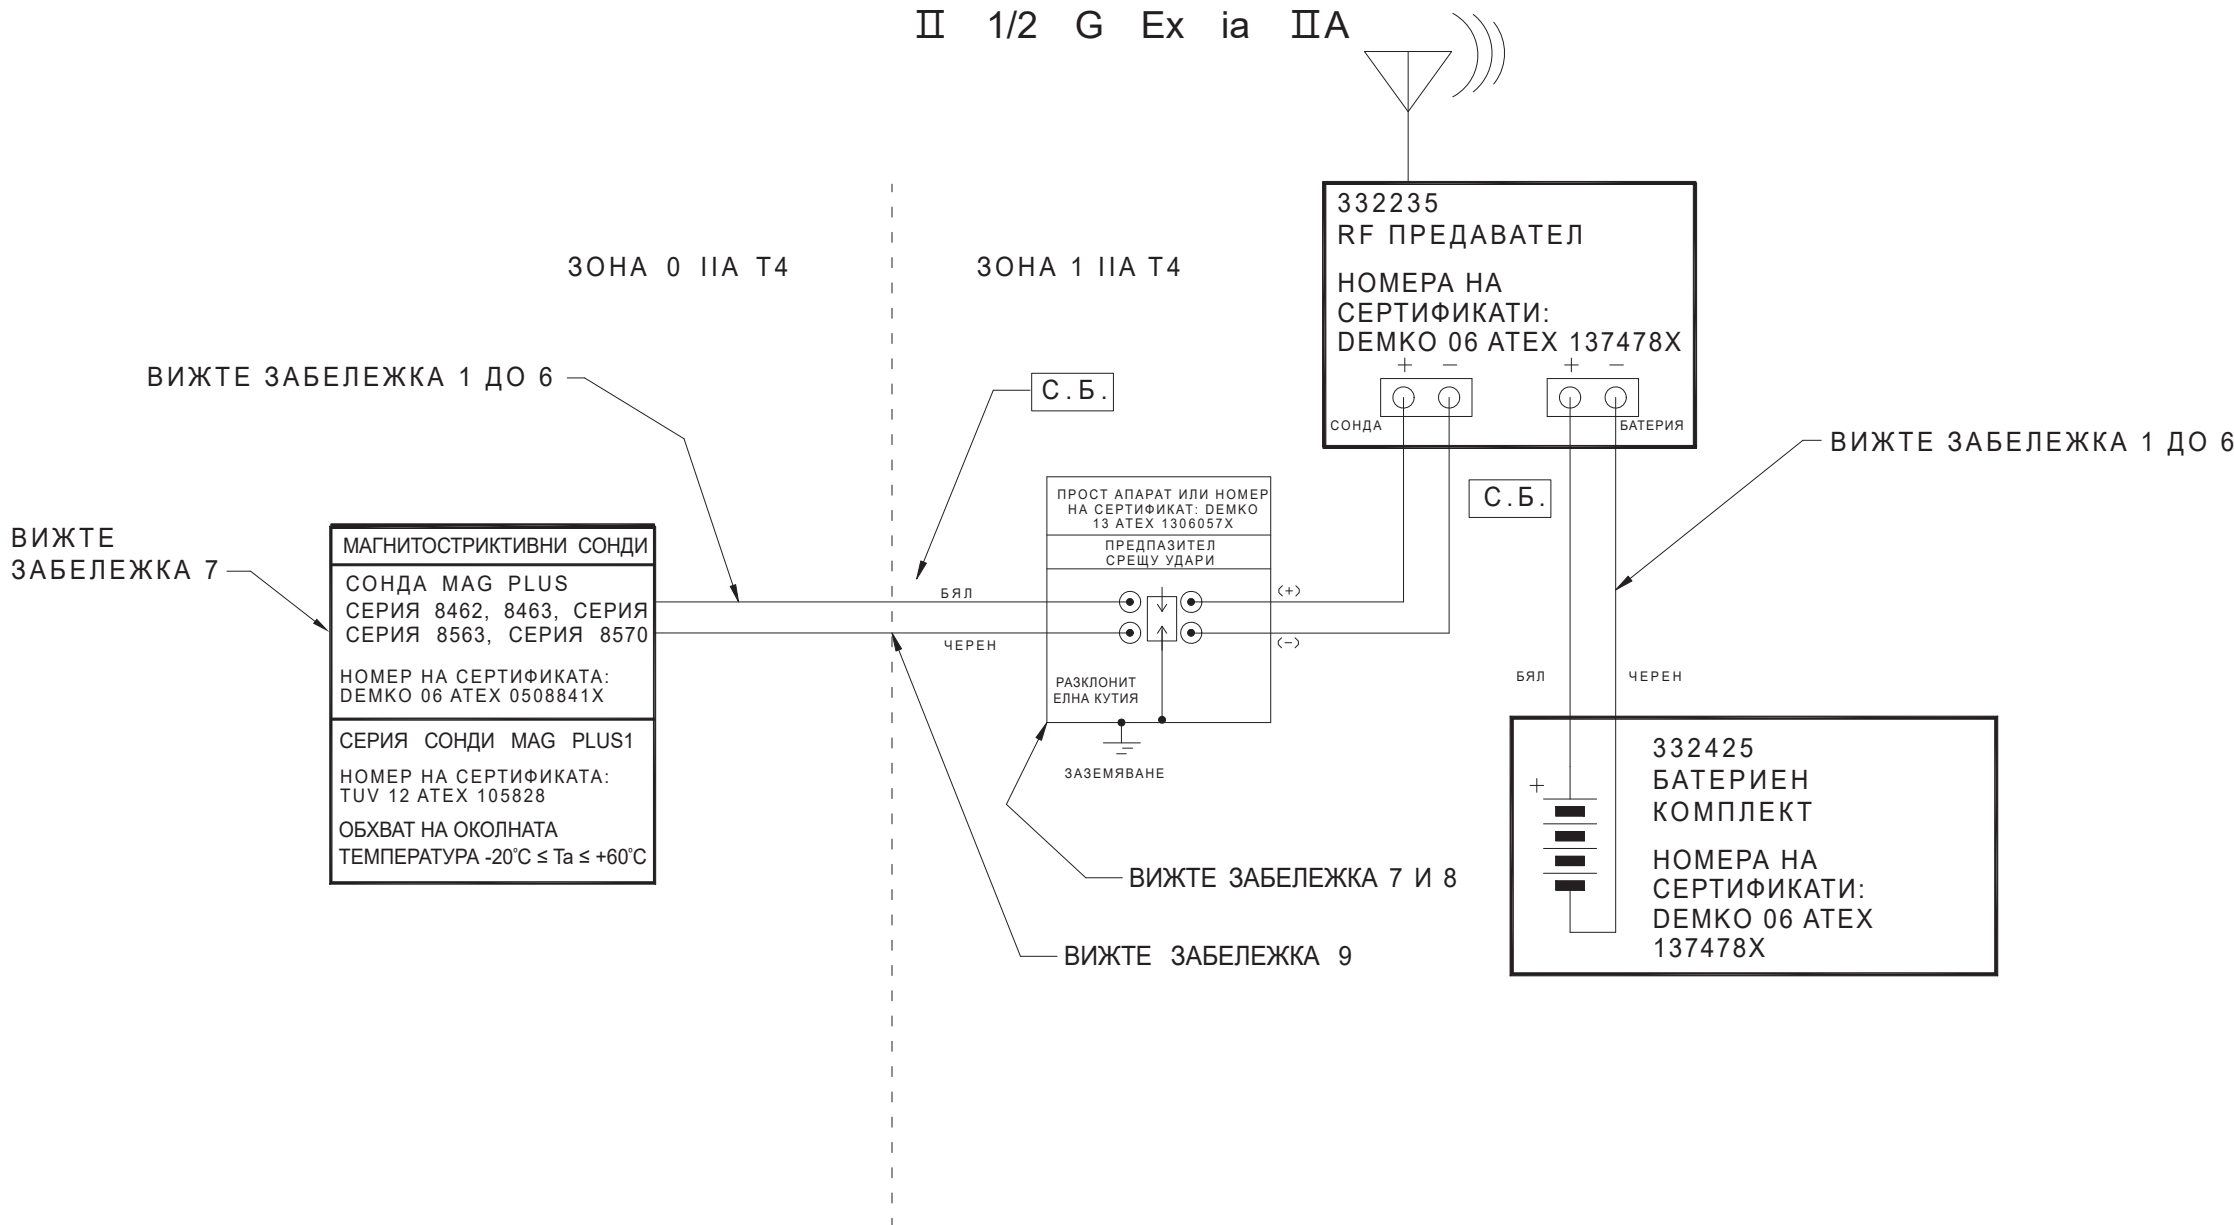 II 1/2 G Ex ia IIA
332235
RF ПРЕДАВАТЕЛ
НОМЕРА НА
СЕРТИФИКАТИ:
DEMKO 06 ATEX 137478X
+ − + −
СОНДА
БАТЕРИЯ
ЗОНА 0 IIA T4
ЗОНА 1 IIA T4
ВИЖТЕ ЗАБЕЛЕЖКА 1 ДО 6
С.Б.
ВИЖТЕ ЗАБЕЛЕЖКА 1 ДО 6
С.Б.
ПРОСТ АПАРАТ ИЛИ НОМЕР
НА СЕРТИФИКАТ: DEMKO
13 ATEX 1306057X
ПРЕДПАЗИТЕЛ
СРЕЩУ УДАРИ
ВИЖТЕ
ЗАБЕЛЕЖКА 7
МАГНИТОСТРИКТИВНИ СОНДИ
СОНДА MAG PLUS
СЕРИЯ 8462, 8463, СЕРИЯ
СЕРИЯ 8563, СЕРИЯ 8570
НОМЕР НА СЕРТИФИКАТА:
DEMKO 06 ATEX 0508841X
СЕРИЯ СОНДИ MAG PLUS1
НОМЕР НА СЕРТИФИКАТА:
TUV 12 ATEX 105828
ОБХВАТ НА ОКОЛНАТА
ТЕМПЕРАТУРА -20°C ≤ Ta ≤ +60°C
БЯЛ
ЧЕРЕН
(+)
(−)
РАЗКЛОНИТ
ЕЛНА КУТИЯ
ЗАЗЕМЯВАНЕ
БЯЛ
ЧЕРЕН
+
332425
БАТЕРИЕН
КОМПЛЕКТ
НОМЕРА НА
СЕРТИФИКАТИ:
DEMKO 06 ATEX
137478X
ВИЖТЕ ЗАБЕЛЕЖКА 7 И 8
ВИЖТЕ ЗАБЕЛЕЖКА 9